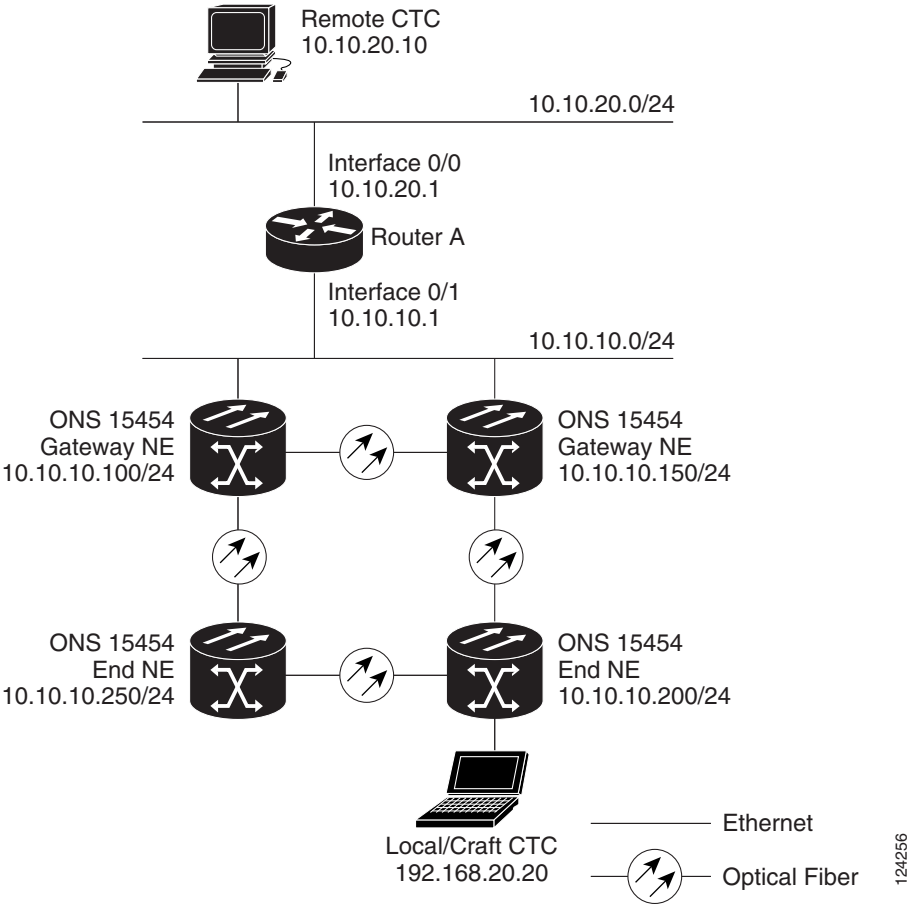 Remote CTC
10.10.20.10
10.10.20.0/24
Interface 0/0
10.10.20.1
Router A
Interface 0/1
10.10.10.1
10.10.10.0/24
ONS 15454
Gateway NE
10.10.10.100/24
ONS 15454
Gateway NE
10.10.10.150/24
ONS 15454
End NE
10.10.10.250/24
ONS 15454
End NE
10.10.10.200/24
Local/Craft CTC
192.168.20.20
Ethernet
Optical Fiber
124256